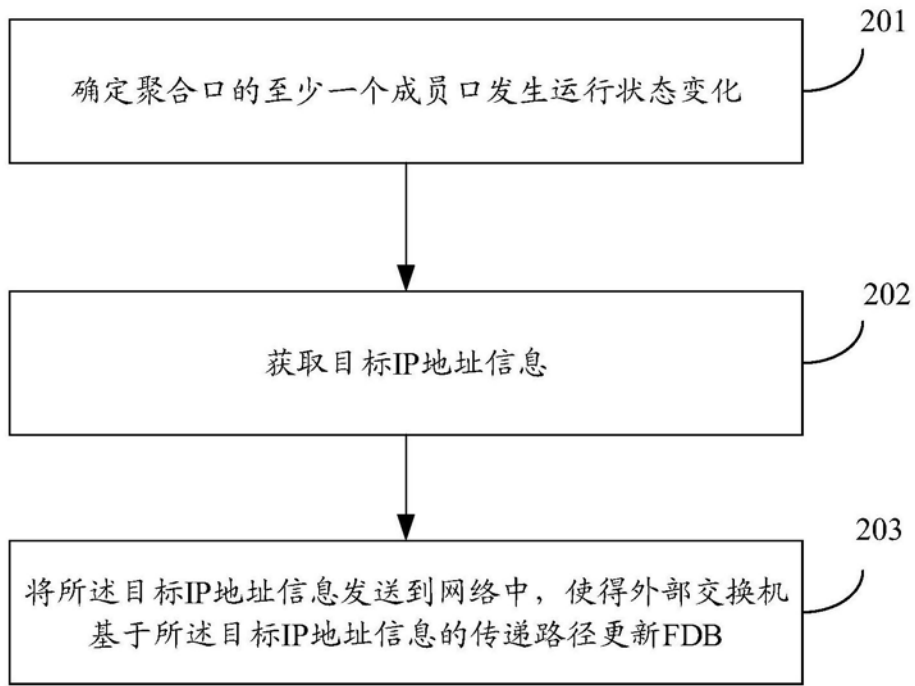 201
确定聚合口的至少一个成员口发生运行状态变化
202
获取目标IP地址信息
203
将所述目标IP地址信息发送到网络中，使得外部交换机
基于所述目标IP地址信息的传递路径更新FDB